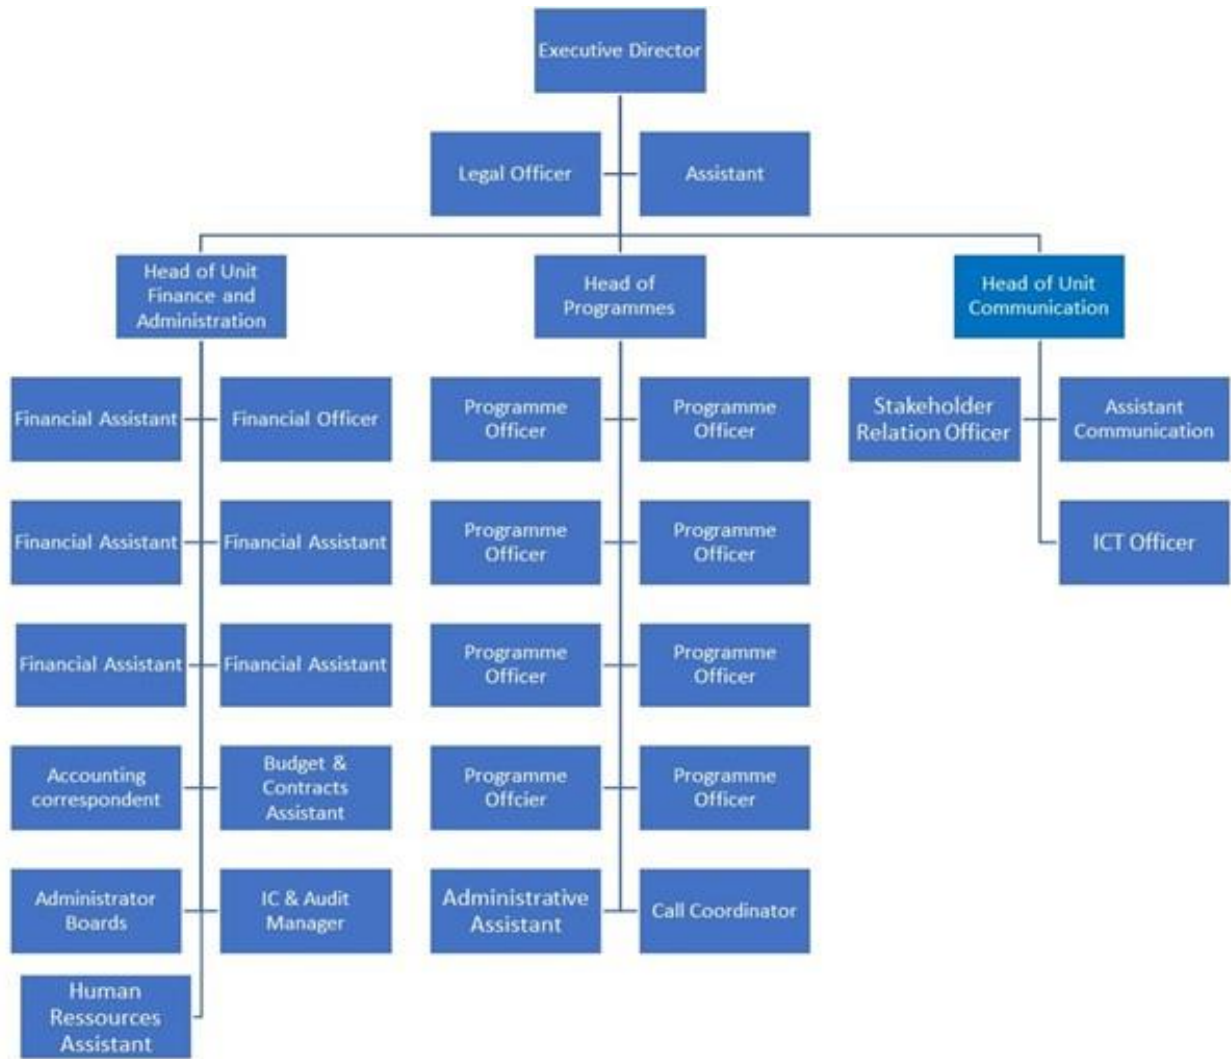 Executive Director
Legal Officer
Assistant
Head of Unit
Finance and
Administration
Head of
Programmes
Head of Unit
Communication
Financial Assistant
Financial Officer
Programme
Officer
Programme
Officer
Stakeholder
Relation Officer
Assistant
Communication
Financial Assistant
Financial Assistant
Programme
Officer
Programme
Officer
ICT Officer
Financial Assistant
Financial Assistant
Programme
Officer
Programme
Officer
Accounting
correspondent
Budget &
Contracts
Assistant
Programme
Offcier
Programme
Officer
Administrator
Boards
IC & Audit
Manager
Administrative
Assistant
Call Coordinator
Human
Ressources
Assistant